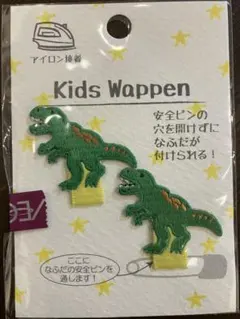 アイロン接着
Kids Wappen
安全ピンの
穴を開けずに
なふだが
付けられる！
ここに
なふだの安全ピンを
通します！